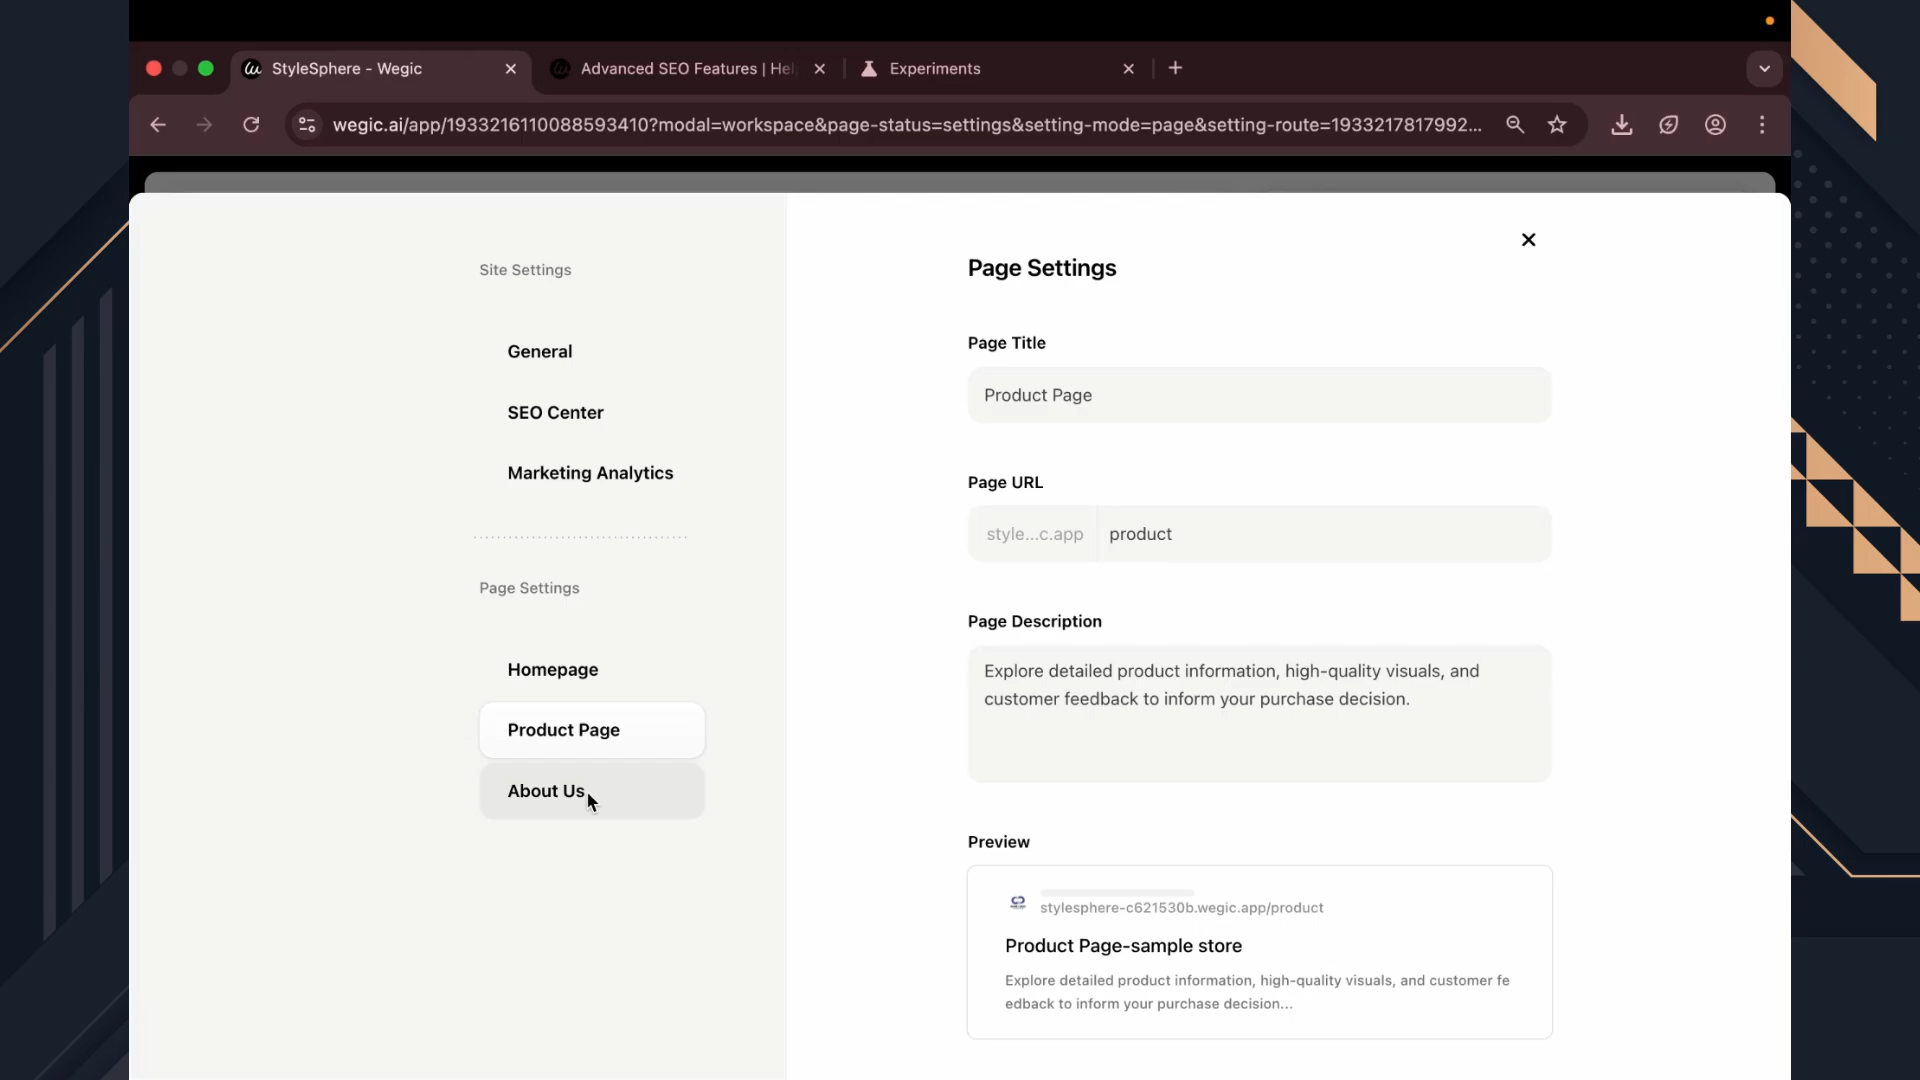 StyleSphere - Wegic
Advanced SEO Features | Hel
Experiments
wegic.ai/app/1933216110088593410?modal=workspace&page-status=settings&setting-mode=page&setting-route=1933217817992...
Site Settings
General
SEO Center
Marketing Analytics
Page Settings
Homepage
Product Page
About Us
Page Settings
Page Title
Product Page
Page URL
style...c.app
product
Page Description
Explore detailed product information, high-quality visuals, and
customer feedback to inform your purchase decision.
Preview
stylesphere-c621530b.wegic.app/product
Product Page-sample store
Explore detailed product information, high-quality visuals, and customer fe
edback to inform your purchase decision...